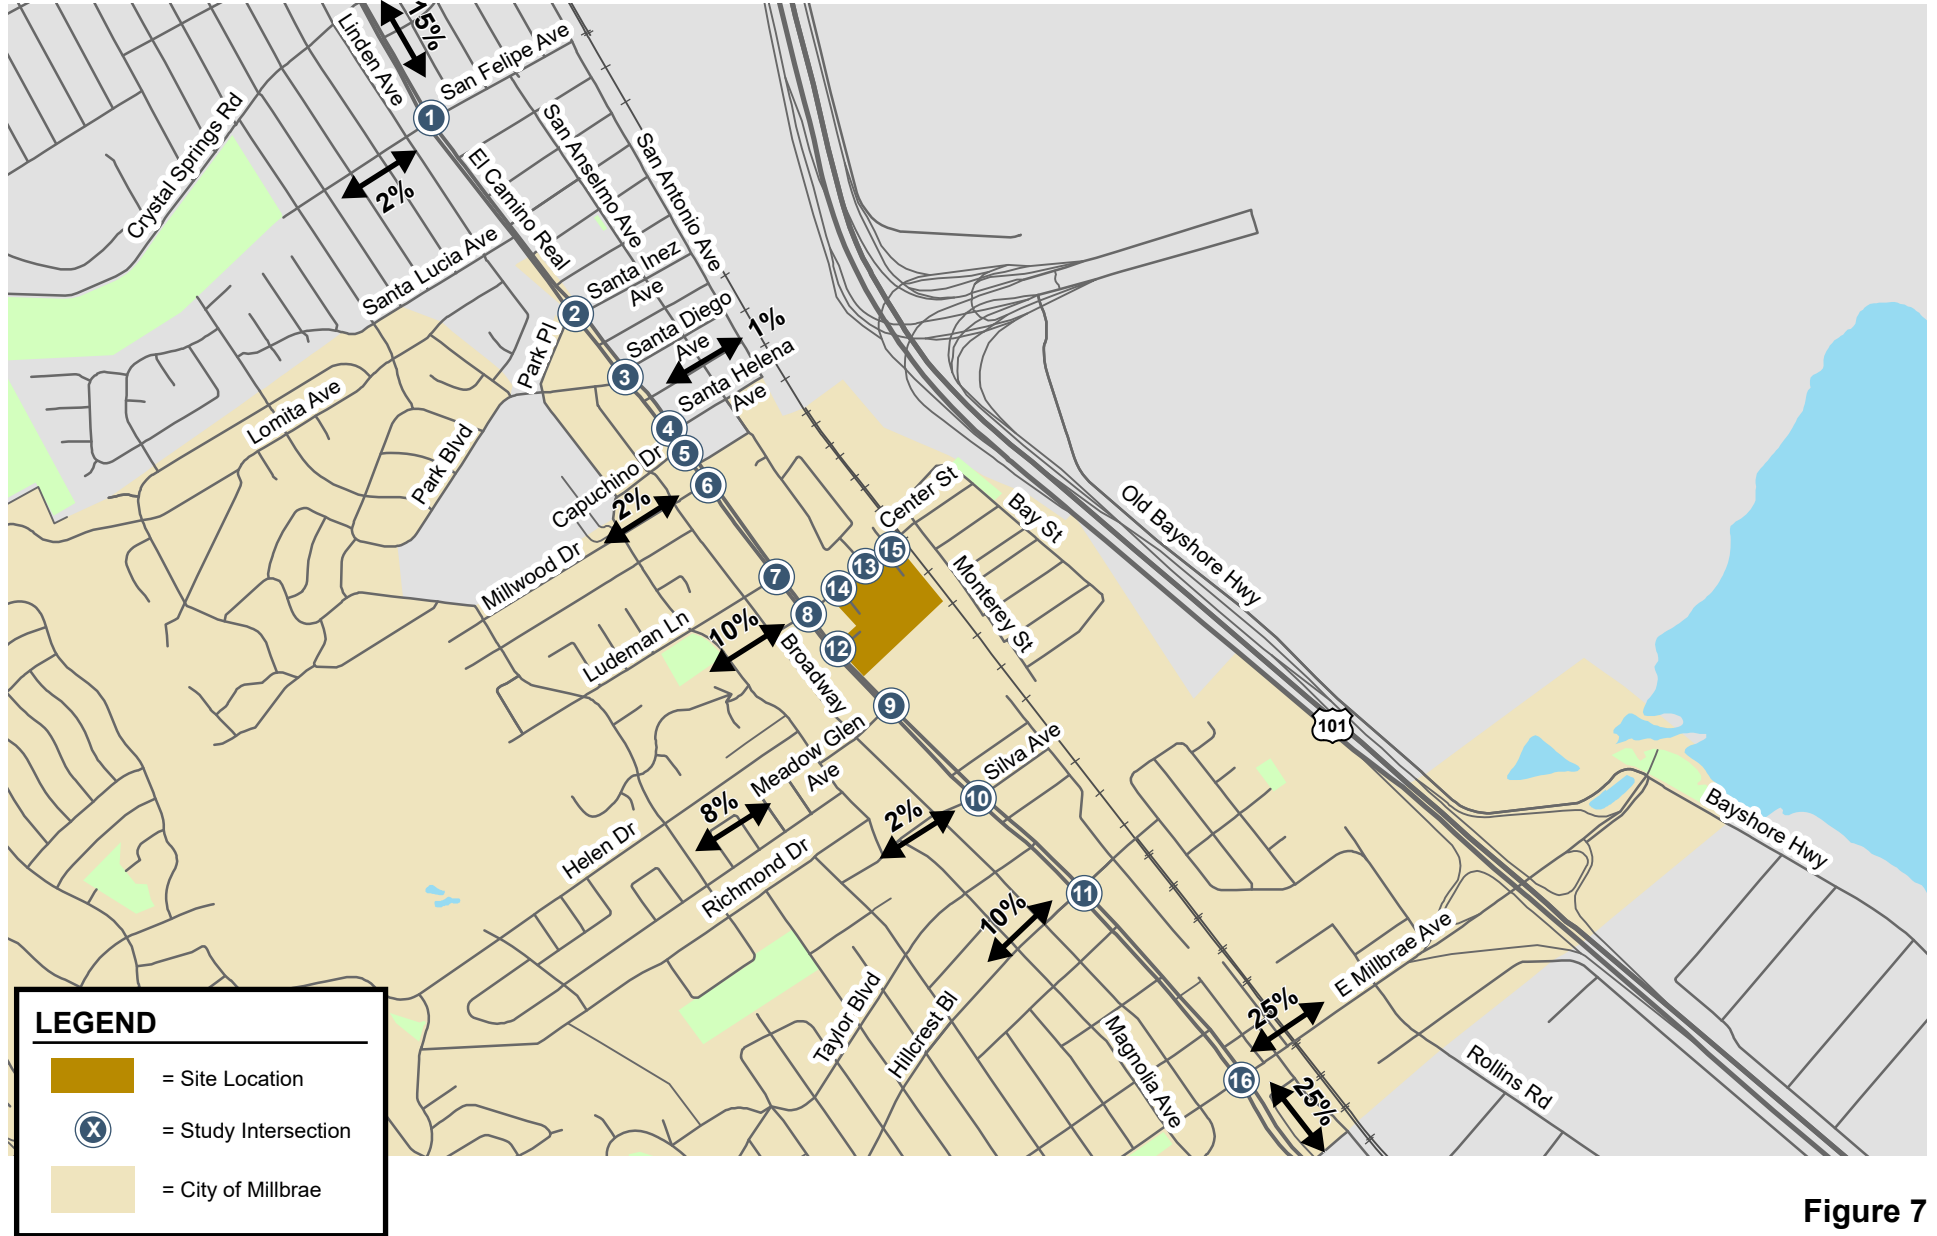 15%
Linden Ave
San Felipe Ave
1
Crystal Springs Rd
2%
El Camino Real
San Anselmo Ave
San Antonio Ave
Santa Lucia Ave
Santa Inez
Ave
2
Park Pl
Santa Diego
Ave
1%
3
Santa Helena
Ave
Lomita Ave
Park Blvd
4
5
Capuchino Dr
6
2%
Millwood Dr
Center St
Bay St
Old Bayshore Hwy
15
13
14
7
8
12
Monterey St
10%
Ludeman Ln
Broadway
9
101
Meadow Glen
Ave
Silva Ave
10
8%
2%
Helen Dr
Richmond Dr
Bayshore Hwy
11
10%
E Millbrae Ave
Taylor Blvd
Hillcrest Bl
Magnolia Ave
25%
16
25%
Rollins Rd
LEGEND
= Site Location
X
= Study Intersection
= City of Millbrae
Figure 7